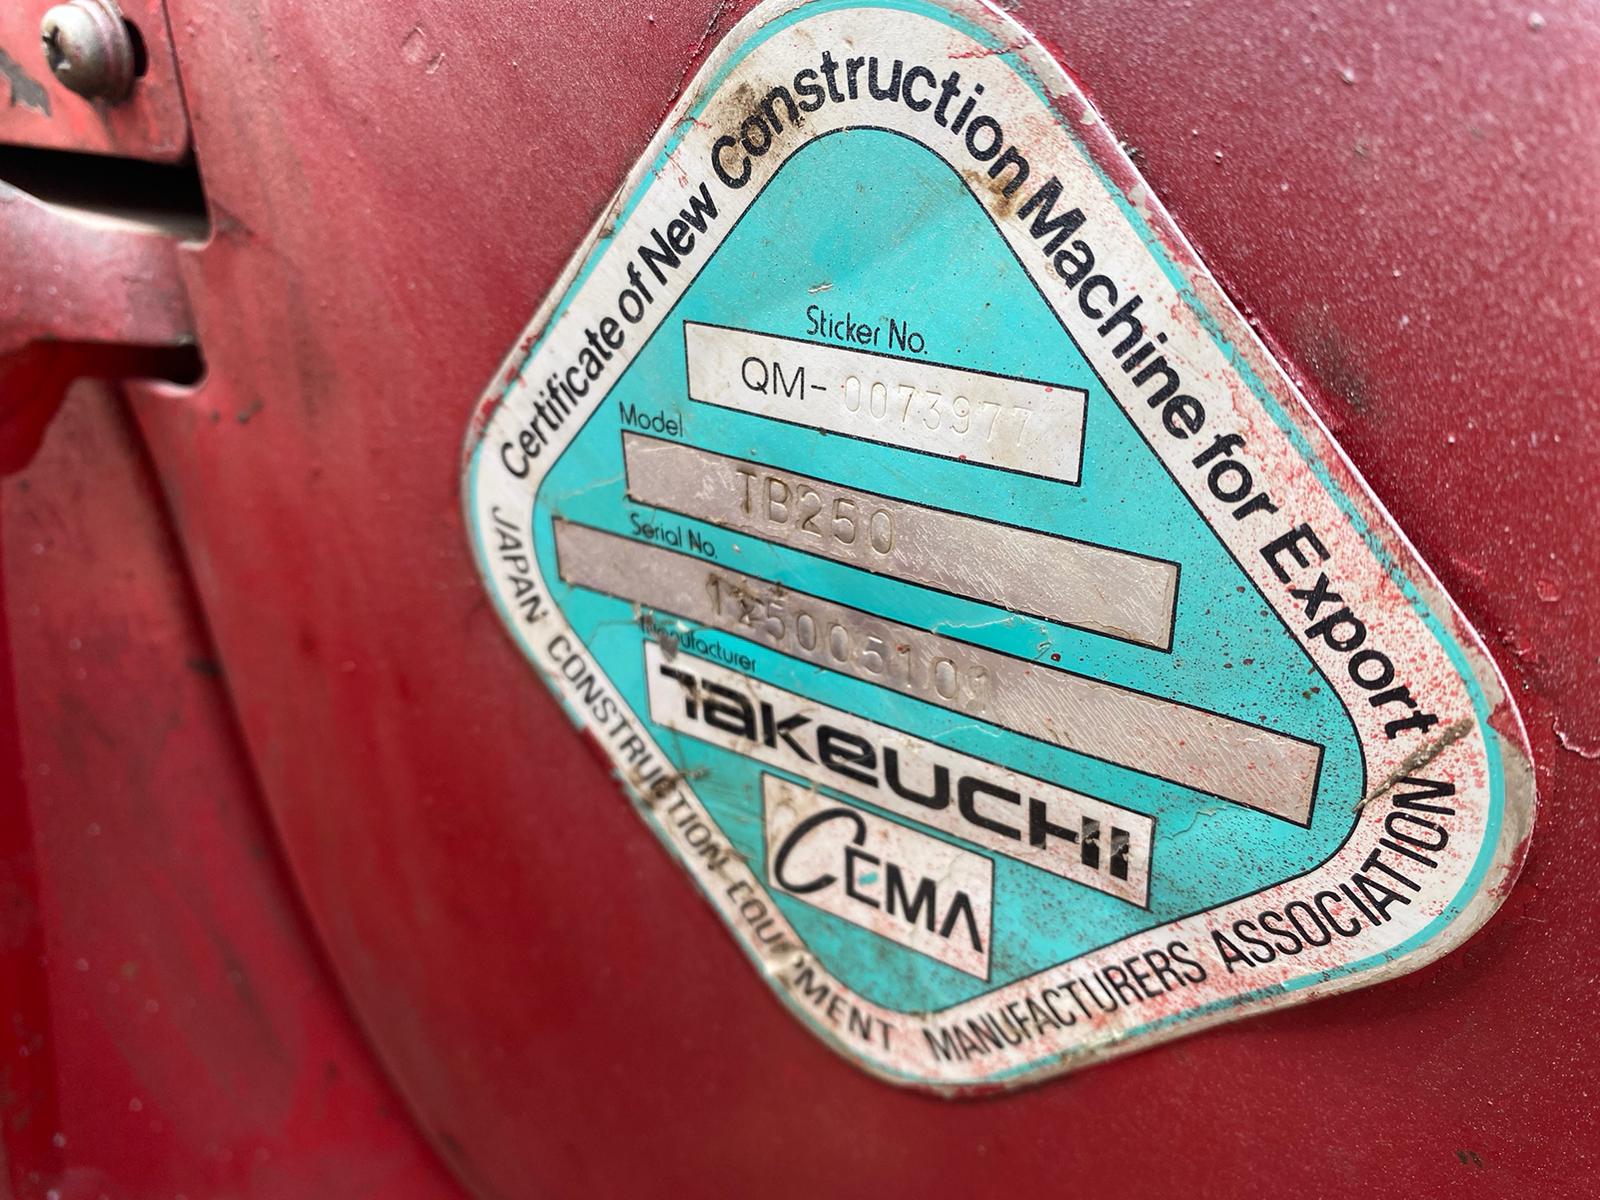 Certificate of New Construction Machine for Export
Sticker No.
QM-0073977
Model
TB250
Serial No.
Manufacturer
TAKEUCHI
CEMA
JAPAN CONSTRUCTION EQUIPMENT MANUFACTURERS ASSOCIATION